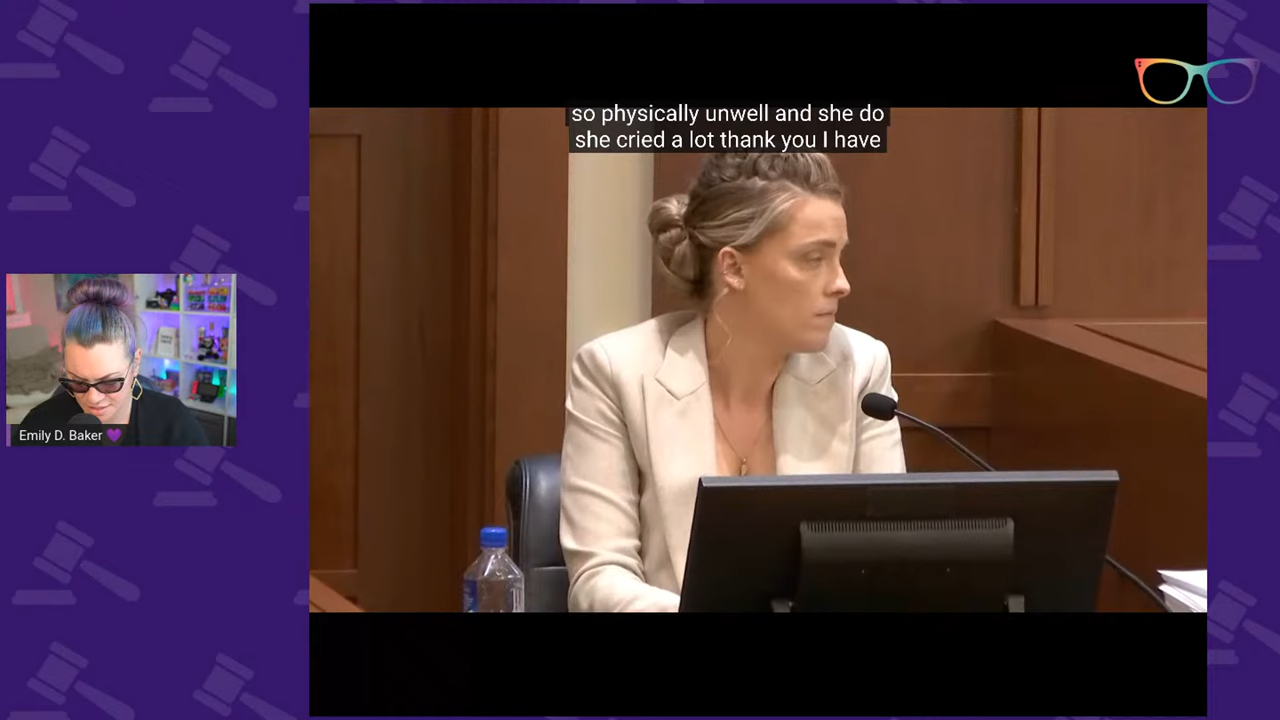 so physically unwell and she do
she cried a lot thank you I have
Emily D. Baker 💜